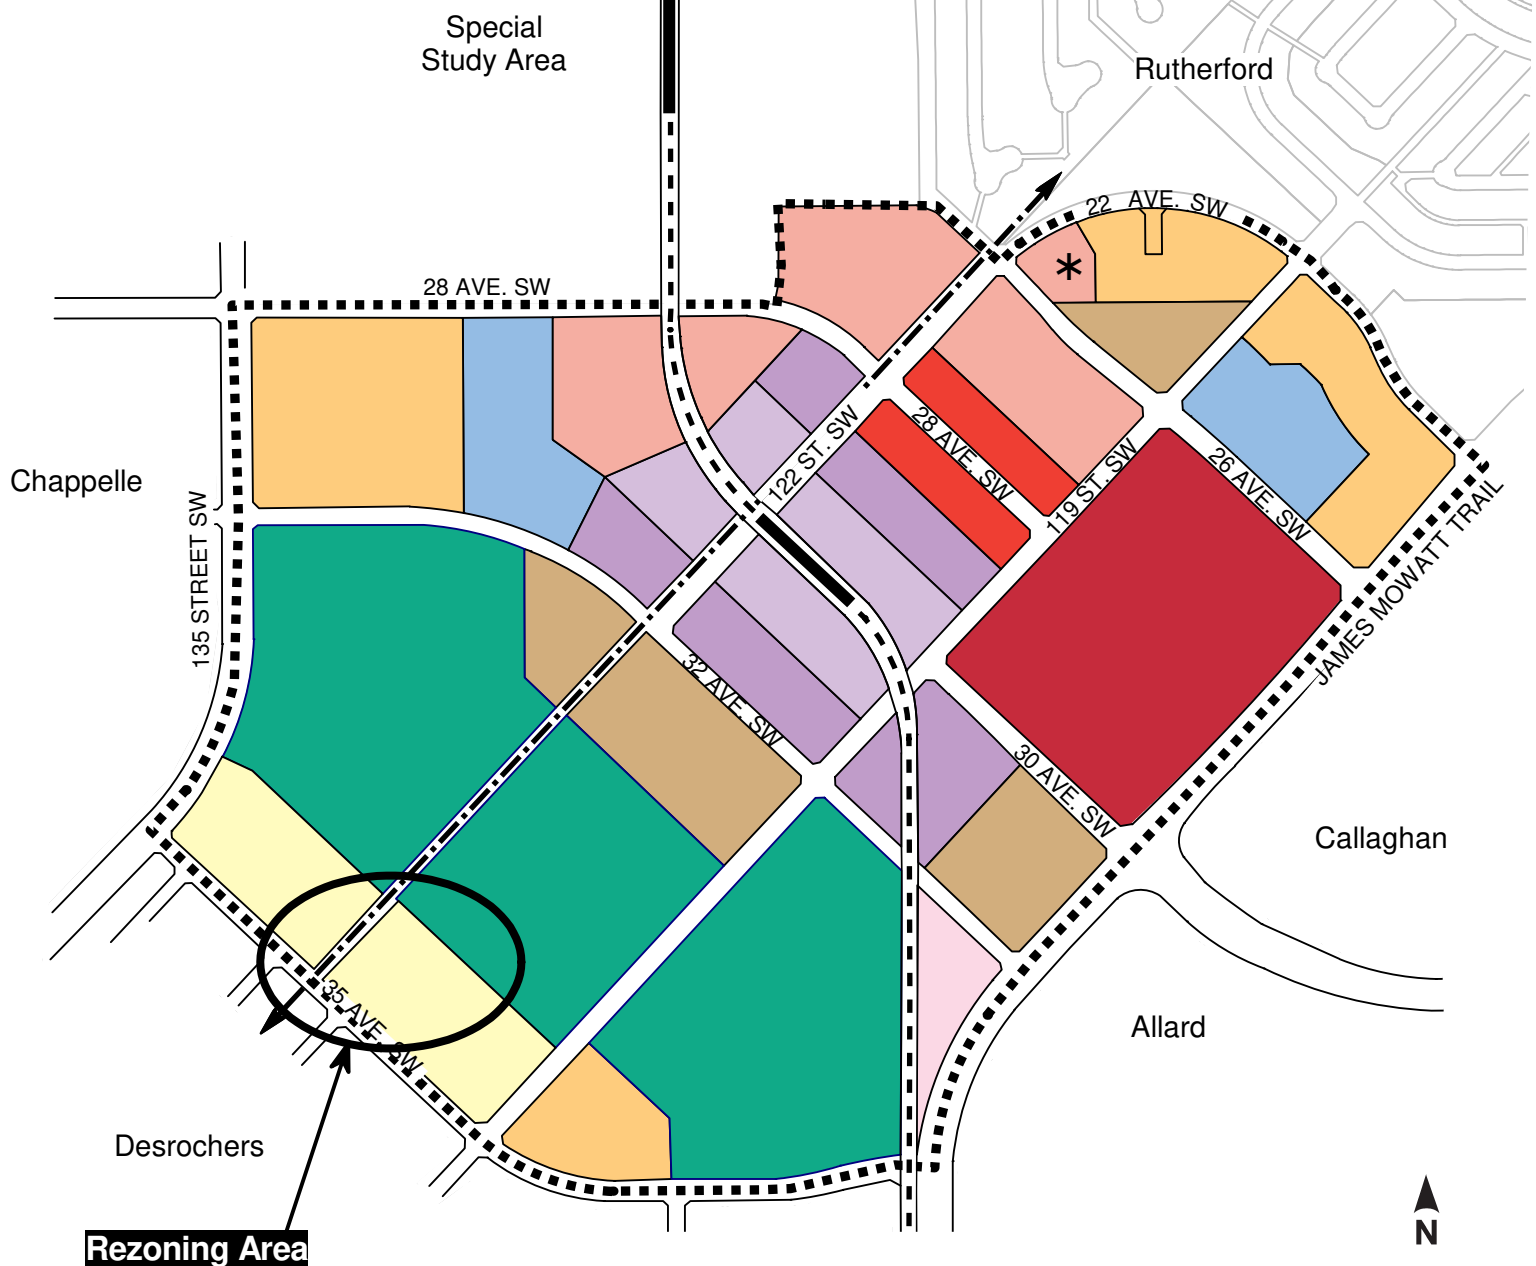 Special
Study Area
Rutherford
22 AVE. SW
28 AVE. SW
*
122 ST. SW
28 AVE. SW
119 ST. SW
26 AVE. SW
Chappelle
135 STREET SW
JAMES MOWATT TRAIL
32 AVE. SW
30 AVE. SW
Callaghan
35 AVE. SW
Allard
Desrochers
Rezoning Area
N